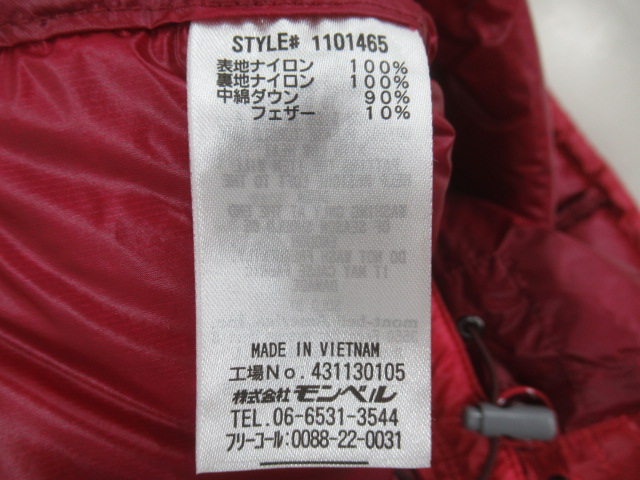 STYLE# 1101465
表地ナイロン 100%
裏地ナイロン 100%
中綿ダウン 90%
フェザー 10%
MADE IN VIETNAM
工場No.431130105
株式会社モンベル
TEL.06-6531-3544
フリーコール:0088-22-0031